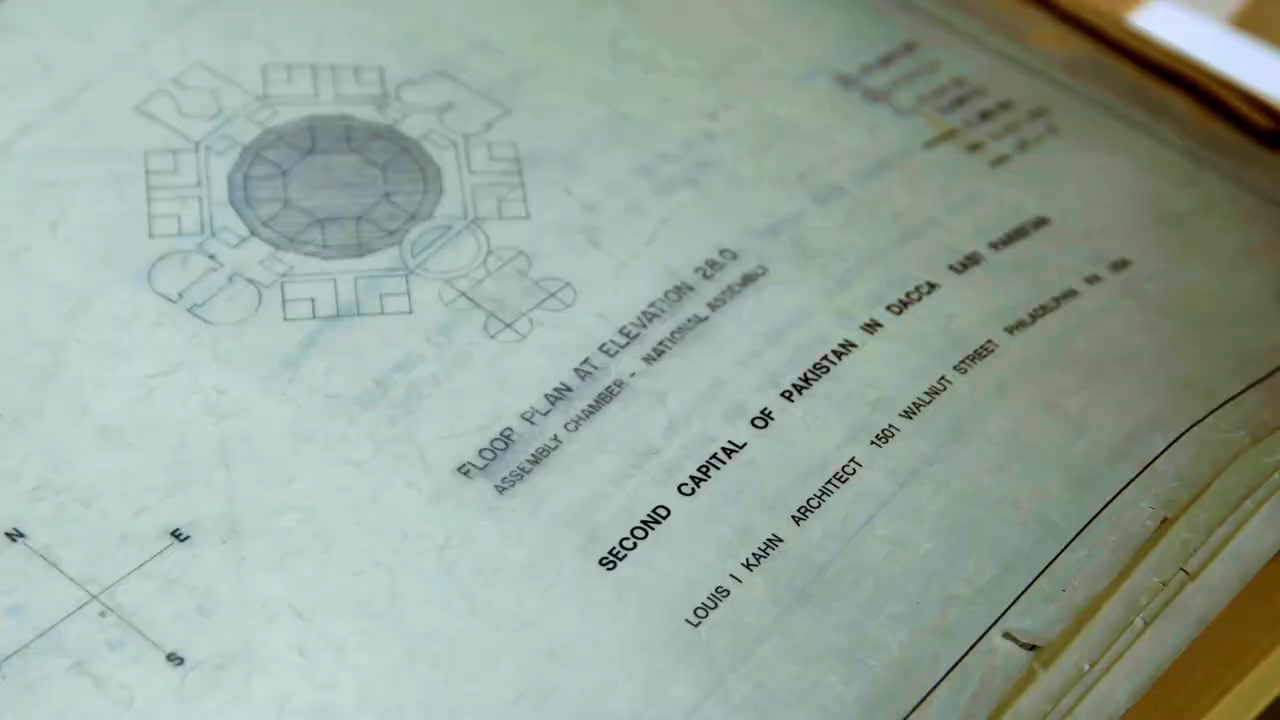 FLOOR PLAN AT ELEVATION 28.0
ASSEMBLY CHAMBER - NATIONAL ASSEMBLY
SECOND CAPITAL OF PAKISTAN IN DACCA EAST PAKISTAN
LOUIS I KAHN ARCHITECT 1501 WALNUT STREET PHILADELPHIA PA USA
N
E
S